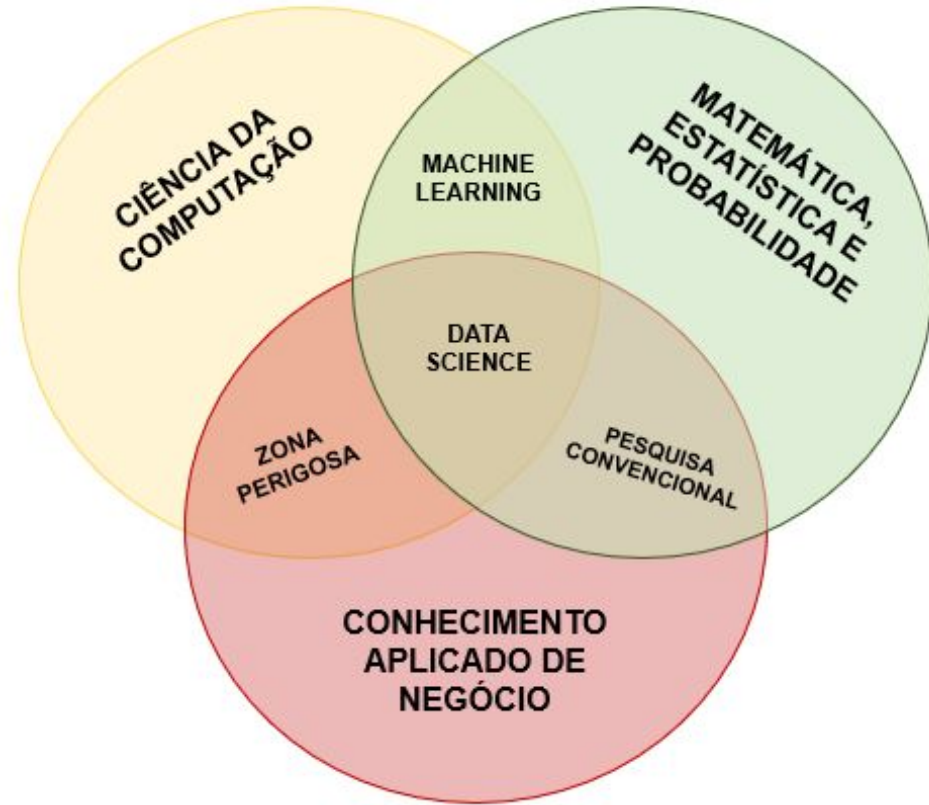 CIÊNCIA DA
COMPUTAÇÃO
MATEMÁTICA,
ESTATÍSTICA E
PROBABILIDADE
MACHINE
LEARNING
DATA
SCIENCE
ZONA
PERIGOSA
PESQUISA
CONVENCIONAL
CONHECIMENTO
APLICADO DE
NEGÓCIO